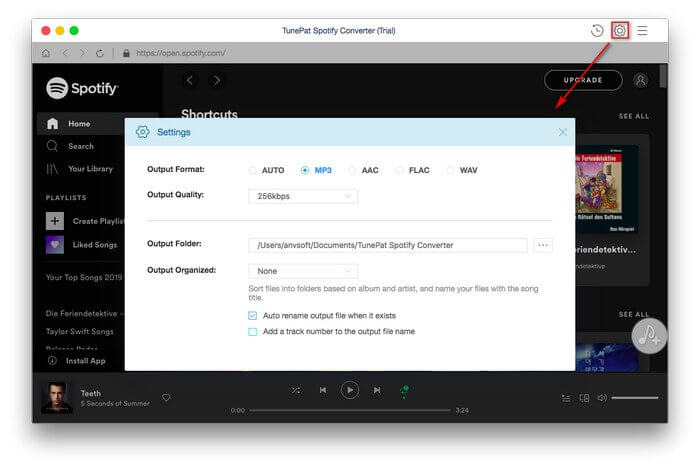 TunePat Spotify Converter (Trial)
https://open.spotify.com/
Spotify
UPGRADE
Home
Search
Your Library
PLAYLISTS
Create Playlis
Liked Songs
Your Top Songs 2019
Die Feriendetektive
Taylor Swift Songs
Install App
Shortcuts
SEE ALL
Settings
Output Format:
AUTO MP3 AAC FLAC WAV
Output Quality:
256kbps
Output Folder:
/Users/anvsoft/Documents/TunePat Spotify Converter
...
Output Organized:
None
Sort files into folders based on album and artist, and name your files with the song
title.
Auto rename output file when it exists
Add a track number to the output file name
Die Feriendetektive
Rätsel des Sultans
Das Hörspiel
eriendetektiv...
ndetektive
SEE ALL
Teeth
5 Seconds of Summer
0:00
3:24